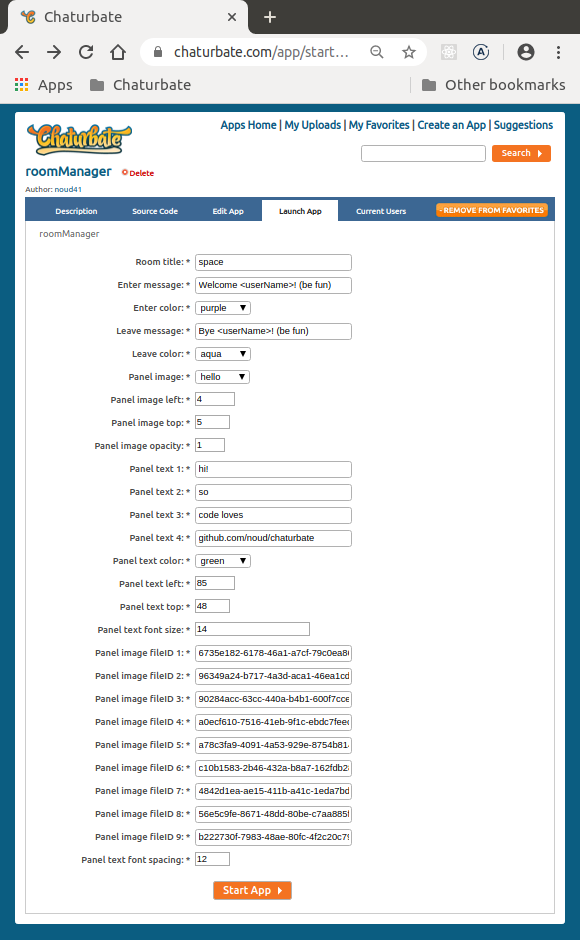 Chaturbate
chaturbate.com/app/start…
Apps Chaturbate Other bookmarks
Chaturbate
Apps Home | My Uploads | My Favorites | Create an App | Suggestions
Search
roomManager Delete
Author: noud41
Description Source Code Edit App Launch App Current Users - REMOVE FROM FAVORITES
roomManager
Room title: * space
Enter message: * Welcome <userName>! (be fun)
Enter color: * purple
Leave message: * Bye <userName>! (be fun)
Leave color: * aqua
Panel image: * hello
Panel image left: * 4
Panel image top: * 5
Panel image opacity: * 1
Panel text 1: * hi!
Panel text 2: * so
Panel text 3: * code loves
Panel text 4: * github.com/noud/chaturbate
Panel text color: * green
Panel text left: * 85
Panel text top: * 48
Panel text font size: * 14
Panel image fileID 1: * 6735e182-6178-46a1-a7cf-79c0ea8
Panel image fileID 2: * 96349a24-b717-4a3d-aca1-46ea1cd
Panel image fileID 3: * 90284acc-63cc-440a-b4b1-600f7cce
Panel image fileID 4: * a0ecf610-7516-41eb-9f1c-ebdc7feec
Panel image fileID 5: * a78c3fa9-4091-4a53-929e-8754b81
Panel image fileID 6: * c10b1583-2b46-432a-b8a7-162fdb2
Panel image fileID 7: * 4842d1ea-ae15-411b-a41c-1eda7bd
Panel image fileID 8: * 56e5c9fe-8671-48dd-80be-c7aa885
Panel image fileID 9: * b222730f-7983-48ae-80fc-4f2c20c7
Panel text font spacing: * 12
Start App